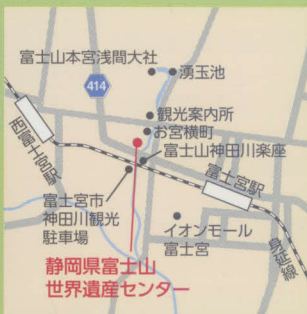 富士山本宮浅間大社
湧玉池
414
観光案内所
お宮横町
富士山神田川楽座
西富士宮駅
富士宮駅
富士宮市
神田川観光
駐車場
イオンモール
富士宮
身延線
静岡県富士山
世界遺産センター